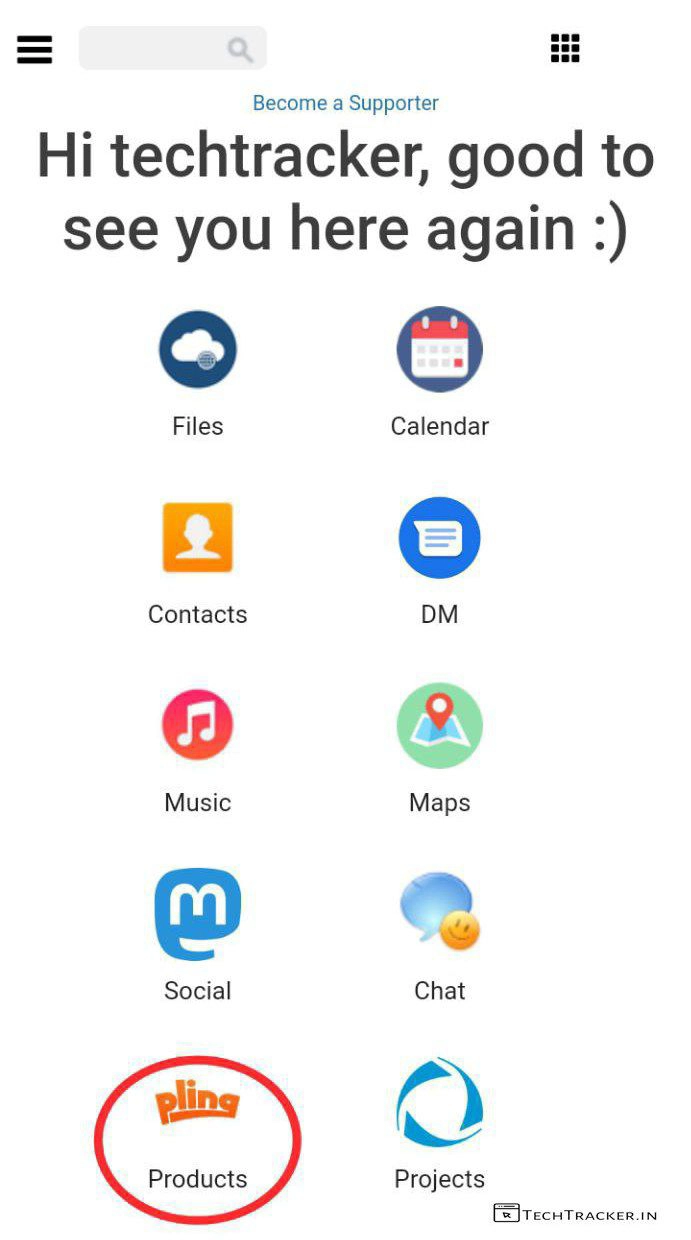 Become a Supporter
Hi techtracker, good to
see you here again :)
Files
Calendar
Contacts
DM
Music
Maps
Social
Chat
pling
Products
Projects
TECHTRACKER.IN